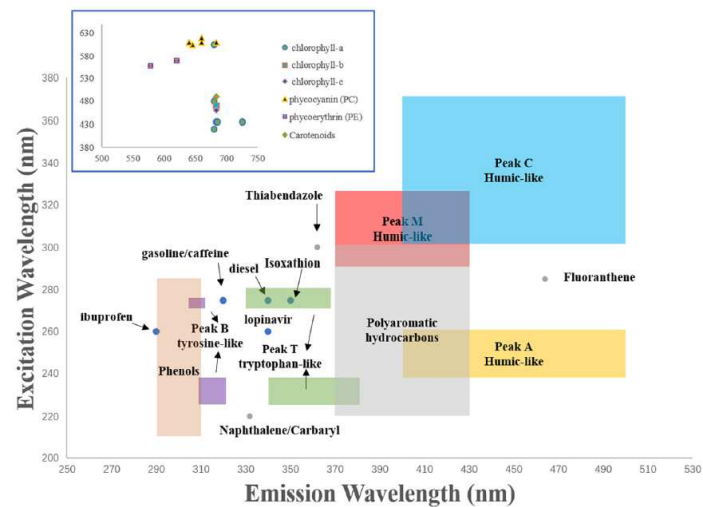 630
580
530
480
430
500
550
600
650
700
750
chlorophyll-a
chlorophyll-b
chlorophyll-c
phycocyanin (PC)
phycoerythrin (PE)
Carotenoids
Excitation Wavelength (nm)
380
360
340
320
300
280
260
240
220
200
Peak C
Humic-like
Thiabendazole
Peak M
Humic-like
gasoline/caffeine
diesel
Isoxathion
Fluoranthene
ibuprofen
Peak B
tyrosine-like
lopinavir
Polyaromatic
hydrocarbons
Peak T
tryptophan-like
Peak A
Humic-like
Phenols
Naphthalene/Carbaryl
250
270
290
310
330
350
370
390
410
430
450
470
490
510
530
Emission Wavelength (nm)